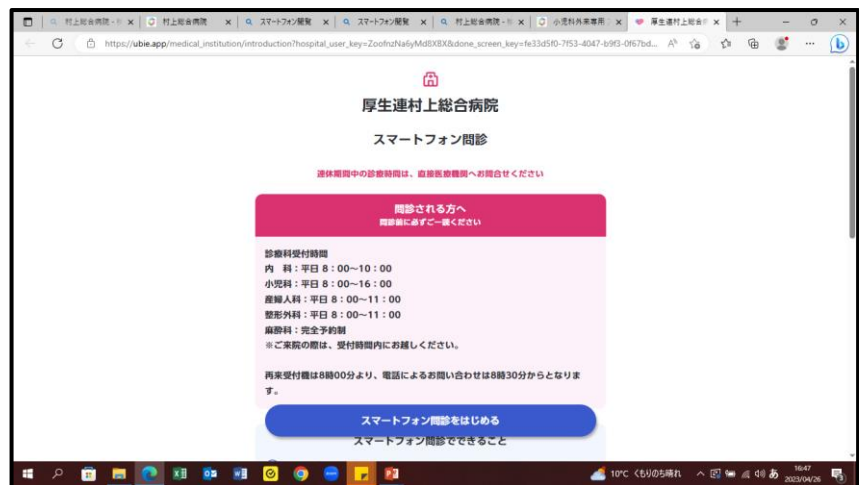 村上総合病院
村上総合病院
スマートフォン閲覧
スマートフォン閲覧
村上総合病院
小児科外来専用
厚生連村上総合
https://ubie.app/medical_institution/introduction?hospital_user_key=ZoofnzNa6yMd8X8X&done_screen_key=fe33d5f0-7f53-4047-b9f3-0f67bd...
厚生連村上総合病院
スマートフォン問診
連休期間中の診療時間は、直接医療機関へお問合せください
問診される方へ
問診前に必ずご一読ください
診療科受付時間
内 科：平日 8：00～10：00
小児科：平日 8：00～16：00
産婦人科：平日 8：00～11：00
整形外科：平日 8：00～11：00
麻酔科：完全予約制
※ご来院の際は、受付時間内にお越しください。
再来受付機は8時00分より、電話によるお問い合わせは8時30分からとなりま
す。
スマートフォン問診をはじめる
スマートフォン問診でできること
10°C くもりのち晴れ
あ
16:47
2023/04/26